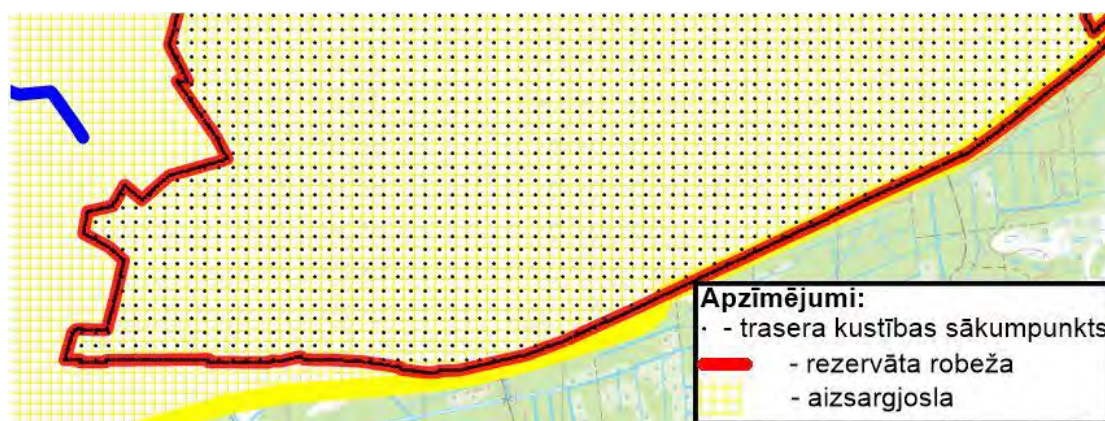 Apzīmējumi:
· - trasera kustības sākumpunkts
- rezervāta robeža
- aizsargjosla